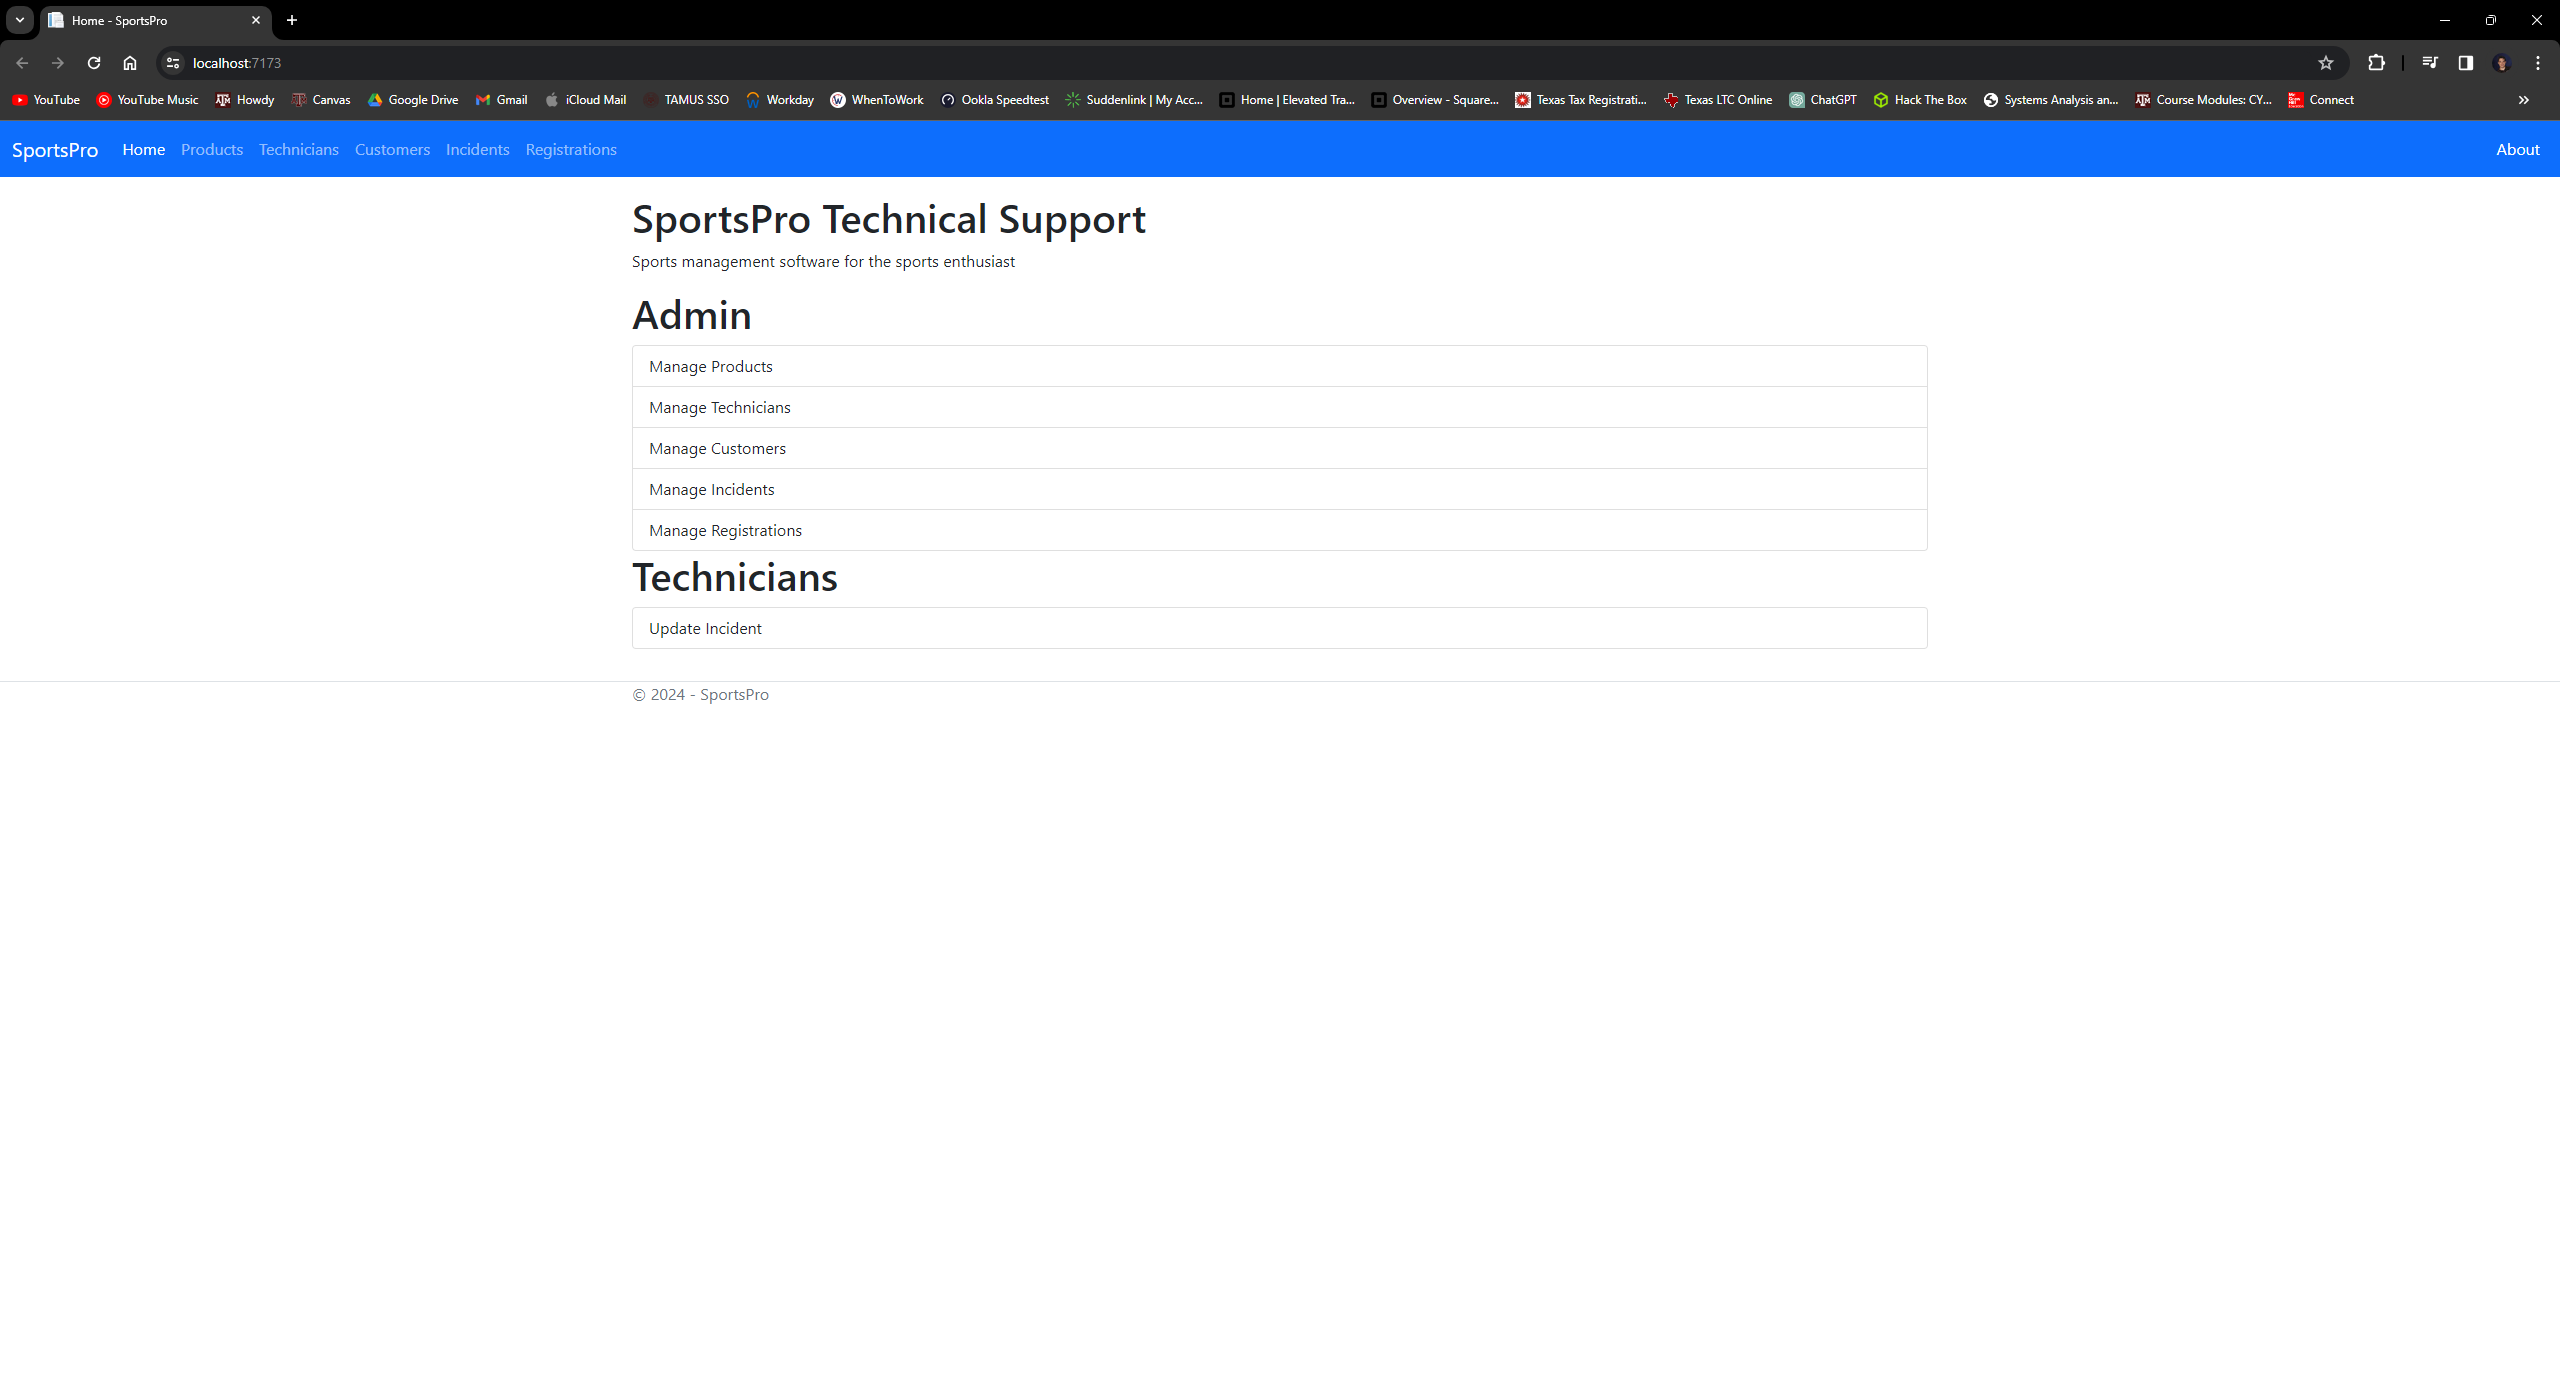 Home - SportsPro
localhost:7173
YouTube YouTube Music Howdy Canvas Google Drive Gmail iCloud Mail TAMUS SSO Workday WhenToWork Ookla Speedtest Suddenlink | My Acc... Home | Elevated Tra... Overview - Square... Texas Tax Registrati... Texas LTC Online ChatGPT Hack The Box Systems Analysis an... Course Modules: CY... Connect
SportsPro Home Products Technicians Customers Incidents Registrations About
SportsPro Technical Support
Sports management software for the sports enthusiast
Admin
Manage Products
Manage Technicians
Manage Customers
Manage Incidents
Manage Registrations
Technicians
Update Incident
© 2024 - SportsPro